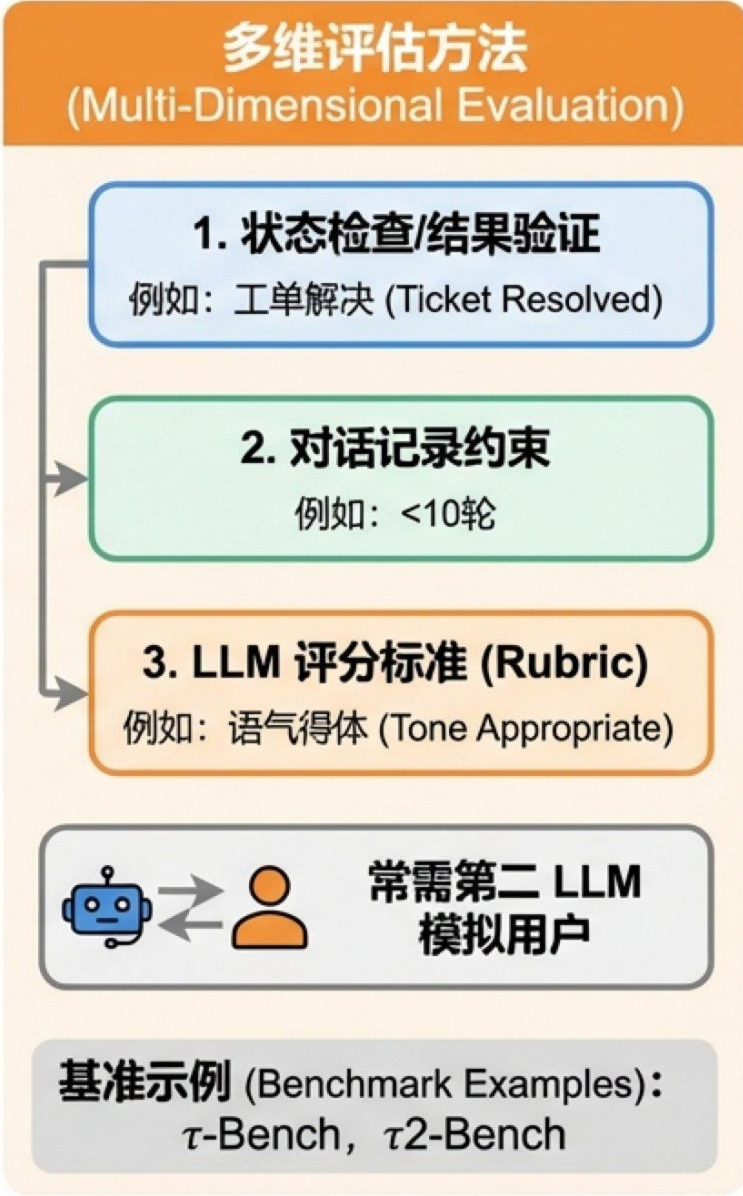 多维评估方法
(Multi-Dimensional Evaluation)
1. 状态检查/结果验证
例如：工单解决 (Ticket Resolved)
2. 对话记录约束
例如：<10轮
3. LLM 评分标准 (Rubric)
例如：语气得体 (Tone Appropriate)
常需第二 LLM
模拟用户
基准示例 (Benchmark Examples)：
τ-Bench，τ2-Bench